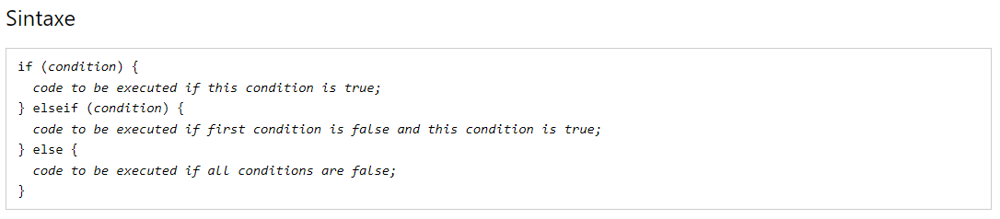 Sintaxe
if (condition) {
  code to be executed if this condition is true;
} elseif (condition) {
  code to be executed if first condition is false and this condition is true;
} else {
  code to be executed if all conditions are false;
}